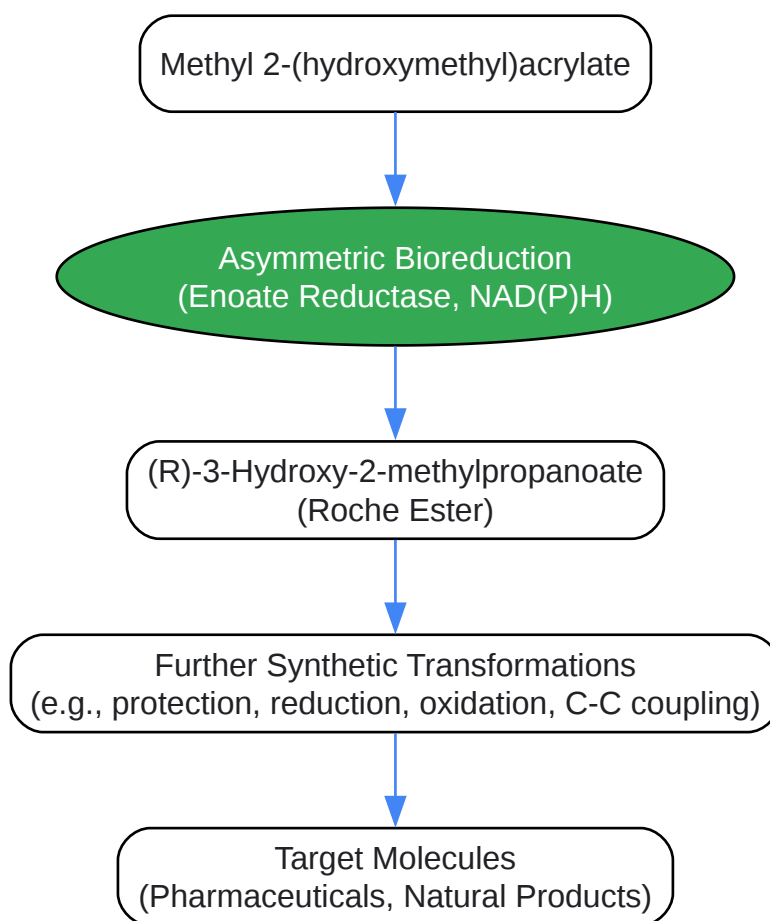 Methyl 2-(hydroxymethyl)acrylate
Asymmetric Bioreduction
(Enoate Reductase, NAD(P)H)
(R)-3-Hydroxy-2-methylpropanoate
(Roche Ester)
Further Synthetic Transformations
(e.g., protection, reduction, oxidation, C-C coupling)
Target Molecules
(Pharmaceuticals, Natural Products)